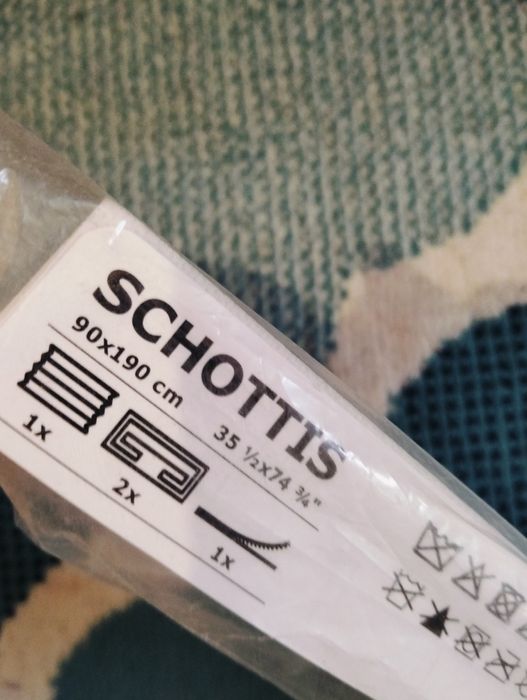 SCHOTTIS
90x190 cm
35 ½x74 ¾"
1x
2x
1x